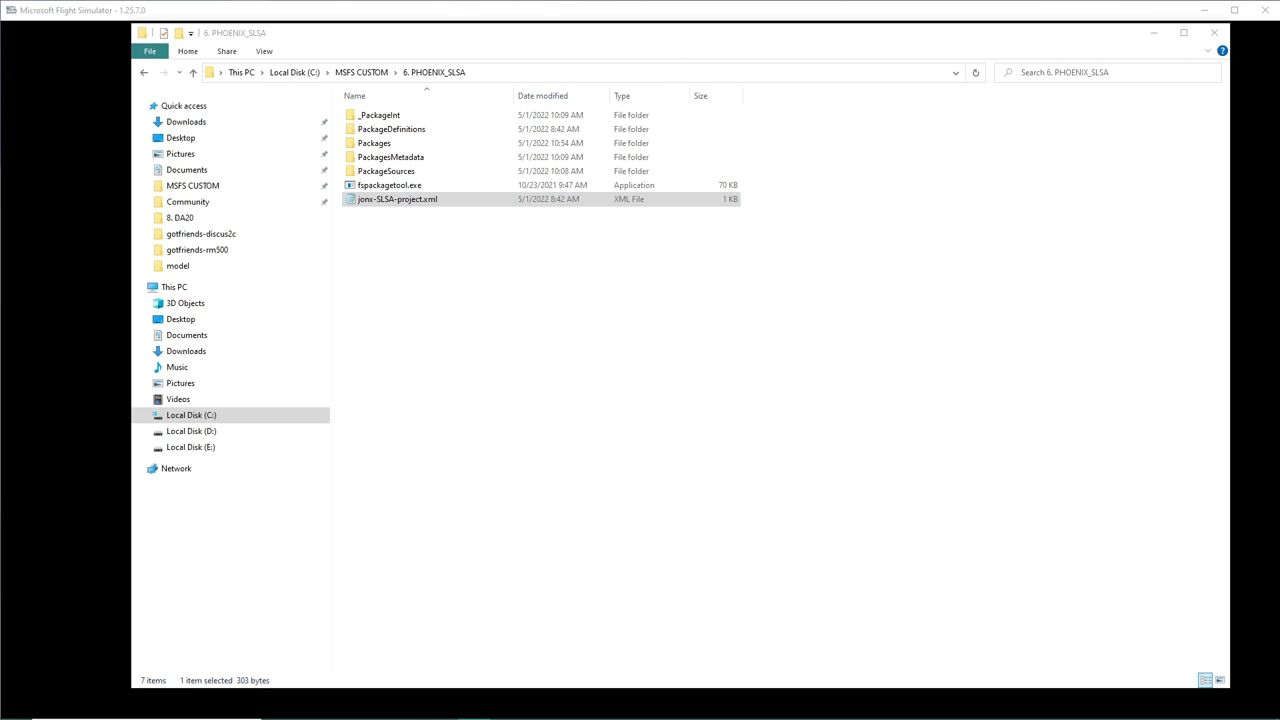 Microsoft Flight Simulator - 1.25.7.0
6. PHOENIX_SLSA
File Home Share View
This PC Local Disk (C:) MSFS CUSTOM 6. PHOENIX_SLSA Search 6. PHOENIX_SLSA
Name Date modified Type Size
Quick access
Downloads
Desktop
Pictures
Documents
MSFS CUSTOM
Community
8. DA20
gotfriends-discus2c
gotfriends-rm500
model
This PC
3D Objects
Desktop
Documents
Downloads
Music
Pictures
Videos
Local Disk (C:)
Local Disk (D:)
Local Disk (E:)
Network
_PackageInt 5/1/2022 10:09 AM File folder
PackageDefinitions 5/1/2022 8:42 AM File folder
Packages 5/1/2022 10:54 AM File folder
PackagesMetadata 5/1/2022 10:09 AM File folder
PackageSources 5/1/2022 10:08 AM File folder
fspackagetool.exe 10/23/2021 9:47 AM Application 70 KB
jonx-SLSA-project.xml 5/1/2022 8:42 AM XML File 1 KB
7 items 1 item selected 303 bytes